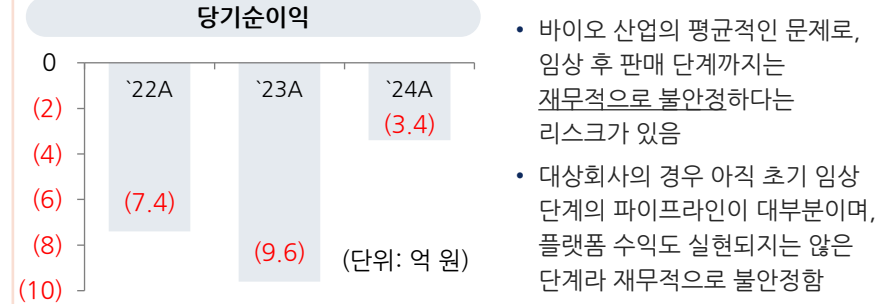 당기순이익
0
(2)
(4)
(6)
(8)
(10)
`22A
`23A
`24A
(7.4)
(9.6)
(3.4)
(단위: 억 원)
• 바이오 산업의 평균적인 문제로,
임상 후 판매 단계까지는
재무적으로 불안정하다는
리스크가 있음
• 대상회사의 경우 아직 초기 임상
단계의 파이프라인이 대부분이며,
플랫폼 수익도 실현되지는 않은
단계라 재무적으로 불안정함